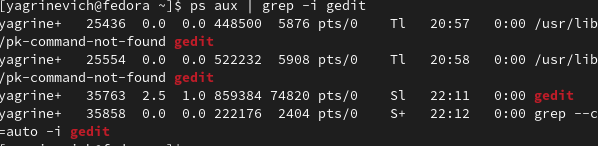 [yagrinevich@fedora ~]$ ps aux | grep -i gedit
yagrine+   25436  0.0  0.0 448500  5876 pts/0    Tl   20:57   0:00 /usr/lib
/pk-command-not-found gedit
yagrine+   25554  0.0  0.0 522232  5908 pts/0    Tl   20:58   0:00 /usr/lib
/pk-command-not-found gedit
yagrine+   35763  2.5  1.0 859384 74820 pts/0    Sl   22:11   0:00 gedit
yagrine+   35858  0.0  0.0 222176  2404 pts/0    S+   22:12   0:00 grep --c
=auto -i gedit